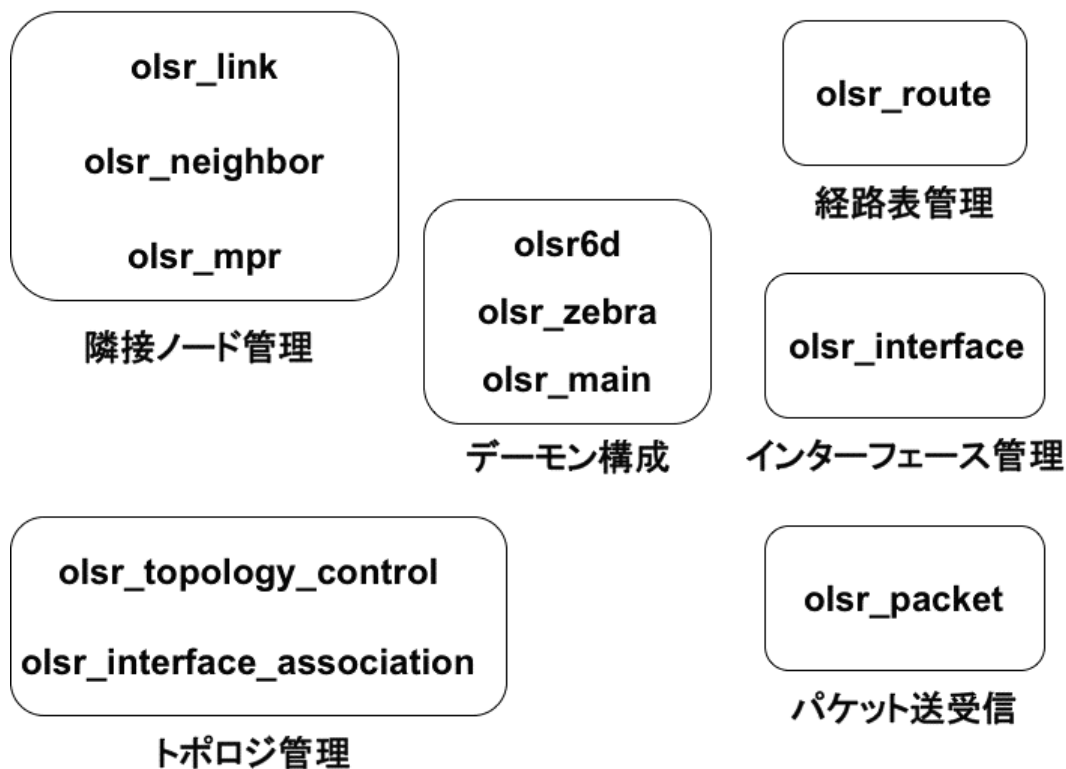 olsr_link
olsr_neighbor
olsr_mpr
隣接ノード管理
olsr6d
olsr_zebra
olsr_main
デーモン構成
olsr_route
経路表管理
olsr_interface
インターフェース管理
olsr_topology_control
olsr_interface_association
トポロジ管理
olsr_packet
パケット送受信